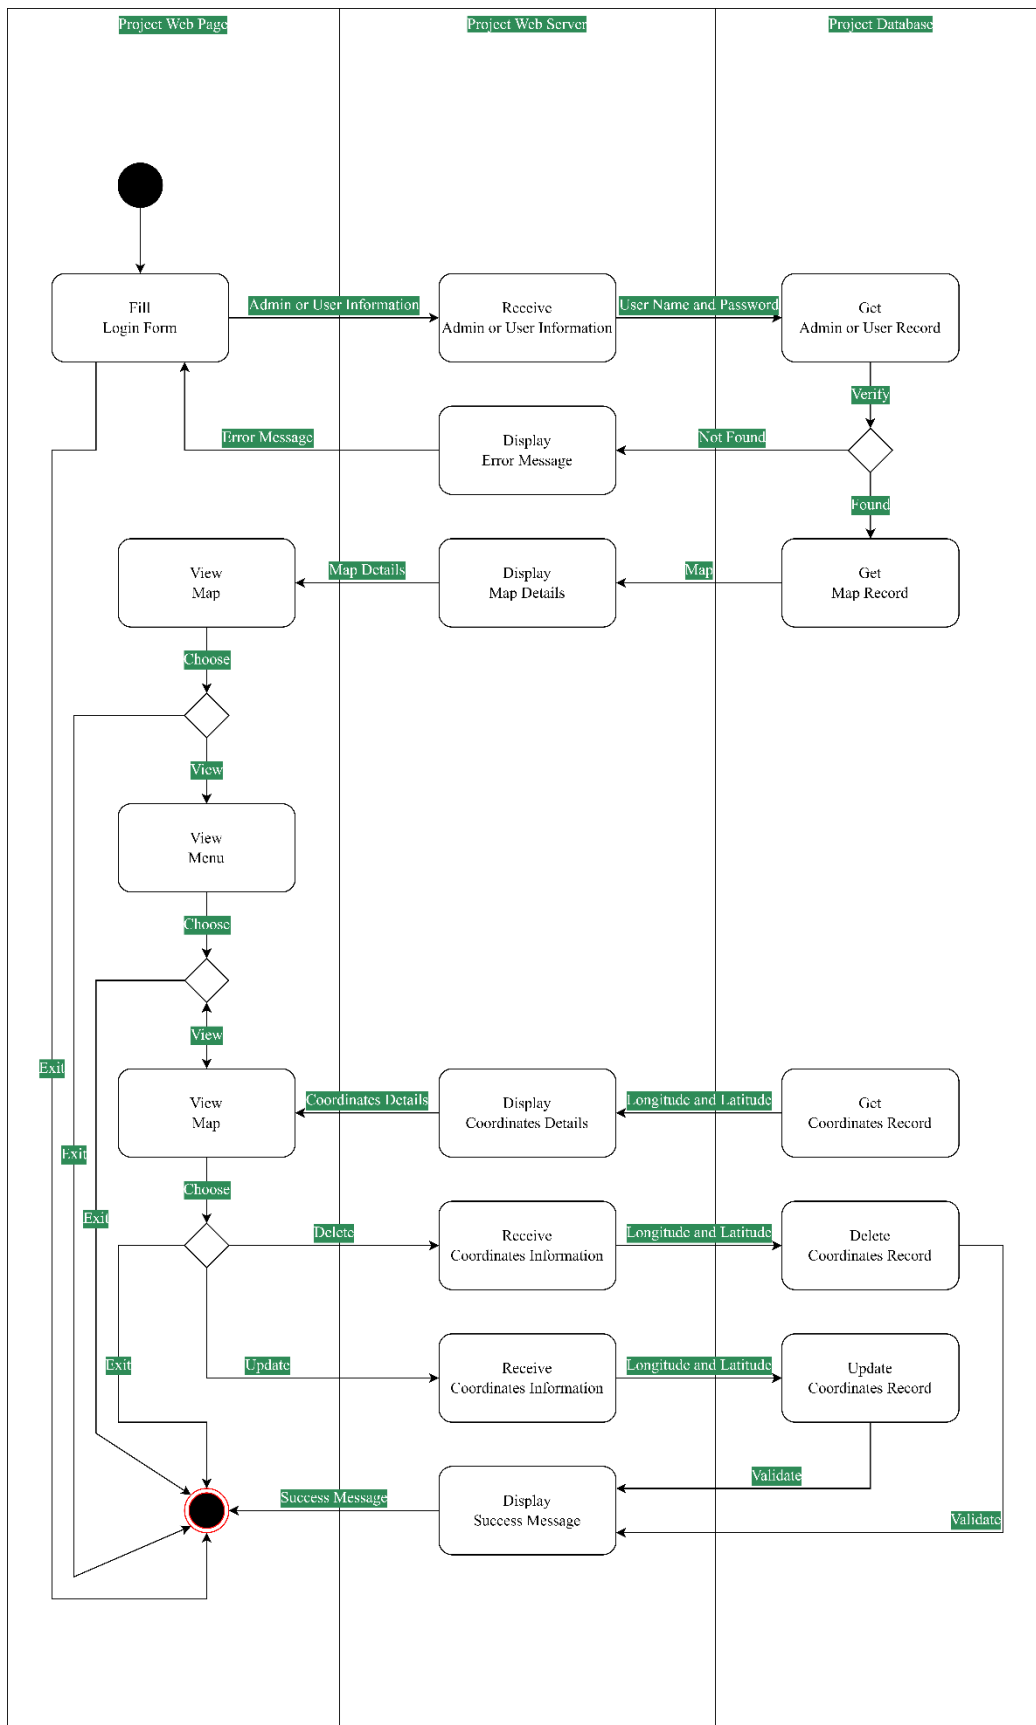 Project Web Page
Project Web Server
Project Database
Fill
Login Form
Admin or User Information
Receive
Admin or User Information
User Name and Password
Get
Admin or User Record
Verify
Error Message
Display
Error Message
Not Found
Found
View
Map
Map Details
Display
Map Details
Map
Get
Map Record
Choose
View
View
Menu
Choose
View
Exit
View
Map
Coordinates Details
Display
Coordinates Details
Longitude and Latitude
Get
Coordinates Record
Exit
Choose
Exit
Delete
Receive
Coordinates Information
Longitude and Latitude
Delete
Coordinates Record
Exit
Update
Receive
Coordinates Information
Longitude and Latitude
Update
Coordinates Record
Validate
Success Message
Display
Success Message
Validate